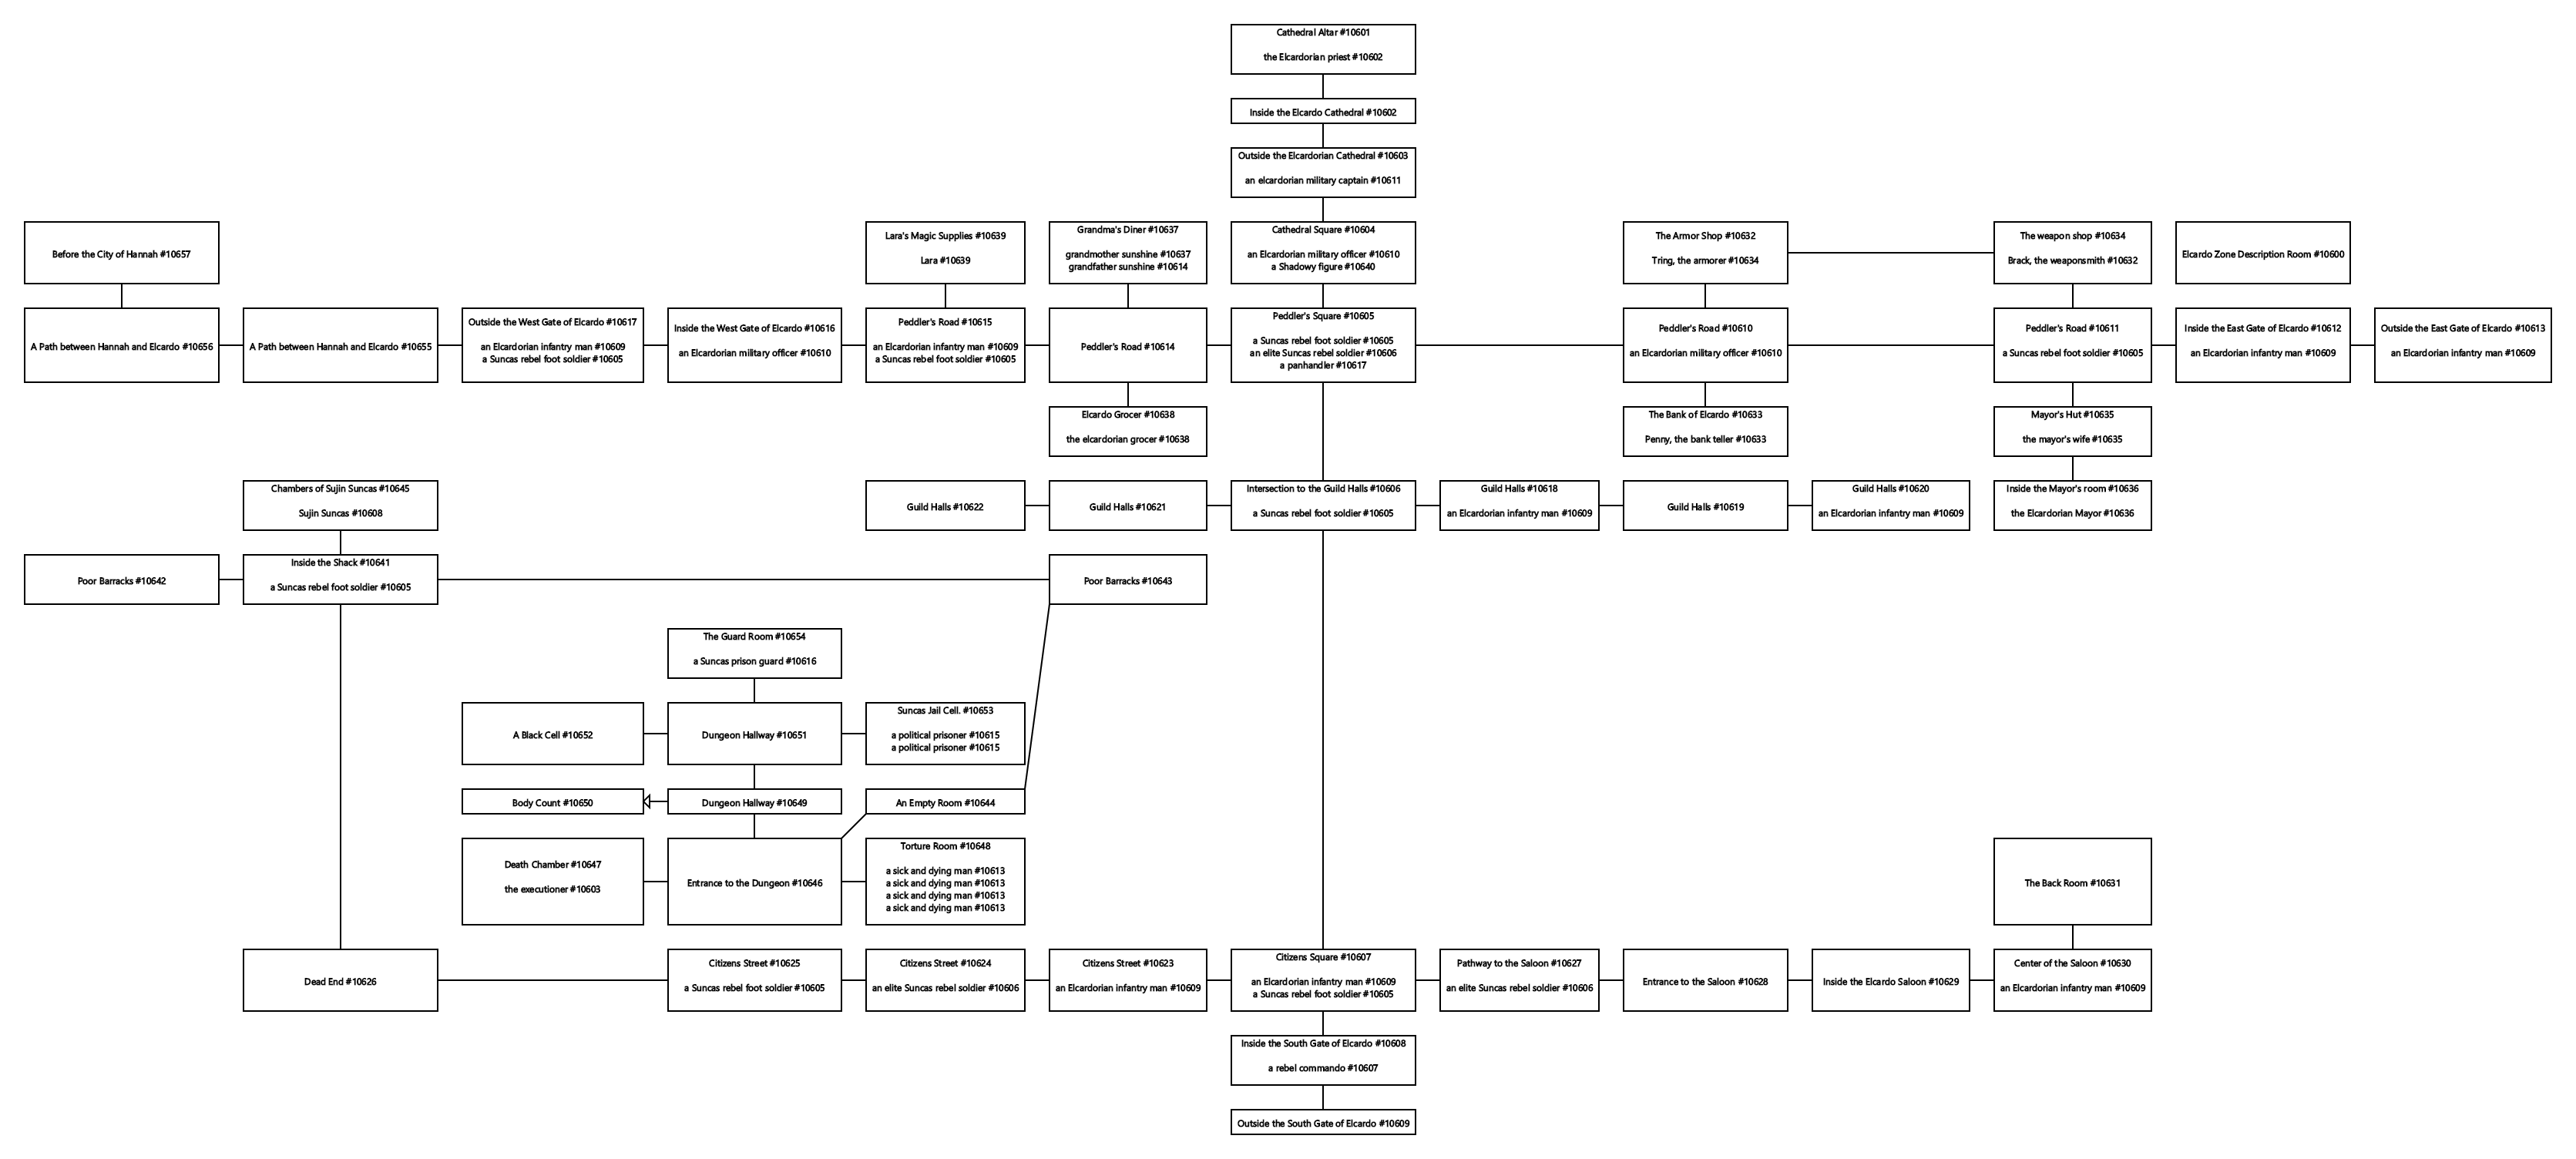 Cathedral Altar #10601
the Elcardorian priest #10602
Inside the Elcardo Cathedral #10602
Outside the Elcardorian Cathedral #10603
an elcardorian military captain #10611
Before the City of Hannah #10657
Lara's Magic Supplies #10639
Lara #10639
Grandma's Diner #10637
grandmother sunshine #10637
grandfather sunshine #10614
Cathedral Square #10604
an Elcardorian military officer #10610
a Shadowy figure #10640
The Armor Shop #10632
Tring, the armorer #10634
The weapon shop #10634
Brack, the weaponsmith #10632
Elcardo Zone Description Room #10600
A Path between Hannah and Elcardo #10656
A Path between Hannah and Elcardo #10655
Outside the West Gate of Elcardo #10617
an Elcardorian infantry man #10609
a Suncas rebel foot soldier #10605
Inside the West Gate of Elcardo #10616
an Elcardorian military officer #10610
Peddler's Road #10615
an Elcardorian infantry man #10609
a Suncas rebel foot soldier #10605
Peddler's Road #10614
Peddler's Square #10605
a Suncas rebel foot soldier #10605
an elite Suncas rebel soldier #10606
a panhandler #10617
Peddler's Road #10610
an Elcardorian military officer #10610
Peddler's Road #10611
a Suncas rebel foot soldier #10605
Inside the East Gate of Elcardo #10612
an Elcardorian infantry man #10609
Outside the East Gate of Elcardo #10613
an Elcardorian infantry man #10609
Elcardo Grocer #10638
the elcardorian grocer #10638
The Bank of Elcardo #10633
Penny, the bank teller #10633
Mayor's Hut #10635
the mayor's wife #10635
Chambers of Sujin Suncas #10645
Sujin Suncas #10608
Guild Halls #10622
Guild Halls #10621
Intersection to the Guild Halls #10606
a Suncas rebel foot soldier #10605
Guild Halls #10618
an Elcardorian infantry man #10609
Guild Halls #10619
Guild Halls #10620
an Elcardorian infantry man #10609
Inside the Mayor's room #10636
the Elcardorian Mayor #10636
Poor Barracks #10642
Inside the Shack #10641
a Suncas rebel foot soldier #10605
Poor Barracks #10643
The Guard Room #10654
a Suncas prison guard #10616
A Black Cell #10652
Dungeon Hallway #10651
Suncas Jail Cell. #10653
a political prisoner #10615
a political prisoner #10615
Body Count #10650
Dungeon Hallway #10649
An Empty Room #10644
Death Chamber #10647
the executioner #10603
Entrance to the Dungeon #10646
Torture Room #10648
a sick and dying man #10613
a sick and dying man #10613
a sick and dying man #10613
a sick and dying man #10613
The Back Room #10631
Dead End #10626
Citizens Street #10625
a Suncas rebel foot soldier #10605
Citizens Street #10624
an elite Suncas rebel soldier #10606
Citizens Street #10623
an Elcardorian infantry man #10609
Citizens Square #10607
an Elcardorian infantry man #10609
a Suncas rebel foot soldier #10605
Pathway to the Saloon #10627
an elite Suncas rebel soldier #10606
Entrance to the Saloon #10628
Inside the Elcardo Saloon #10629
Center of the Saloon #10630
an Elcardorian infantry man #10609
Inside the South Gate of Elcardo #10608
a rebel commando #10607
Outside the South Gate of Elcardo #10609